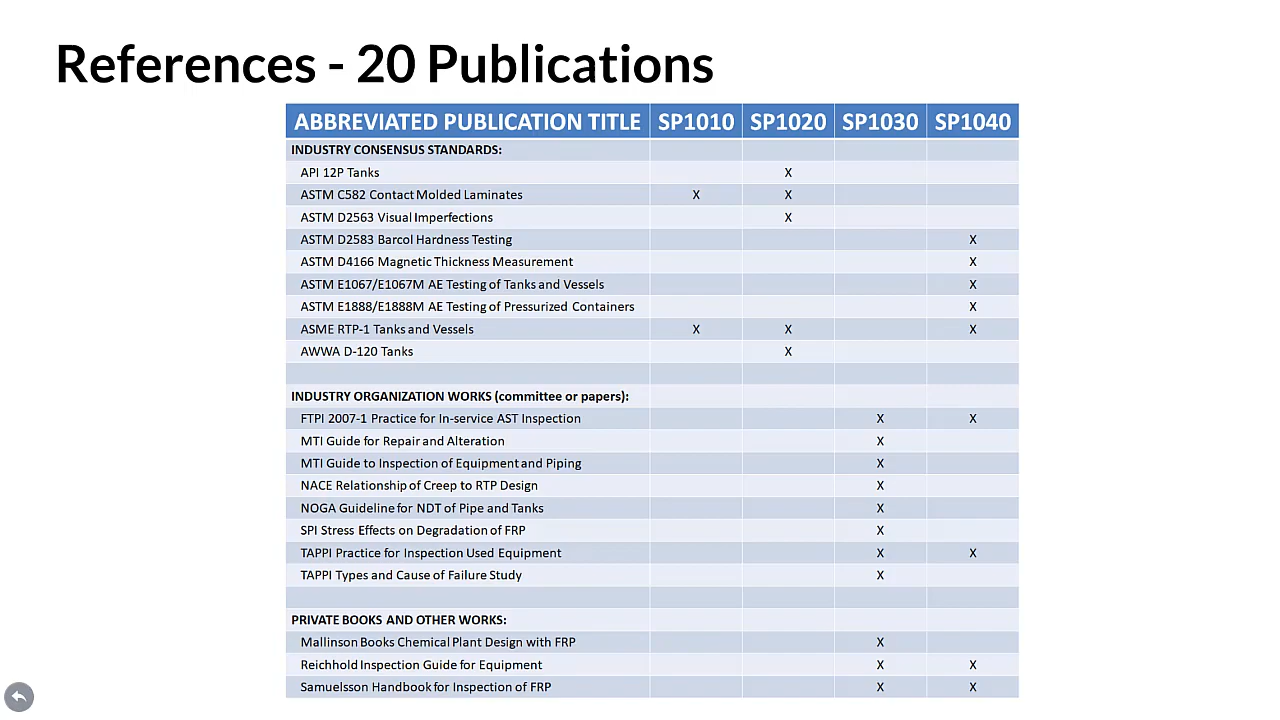 References - 20 Publications
ABBREVIATED PUBLICATION TITLE SP1010 SP1020 SP1030 SP1040
INDUSTRY CONSENSUS STANDARDS:
API 12P Tanks X
ASTM C582 Contact Molded Laminates X X
ASTM D2563 Visual Imperfections X
ASTM D2583 Barcol Hardness Testing X
ASTM D4166 Magnetic Thickness Measurement X
ASTM E1067/E1067M AE Testing of Tanks and Vessels X
ASTM E1888/E1888M AE Testing of Pressurized Containers X
ASME RTP-1 Tanks and Vessels X X X
AWWA D-120 Tanks X
INDUSTRY ORGANIZATION WORKS (committee or papers):
FTPI 2007-1 Practice for In-service AST Inspection X X
MTI Guide for Repair and Alteration X
MTI Guide to Inspection of Equipment and Piping X
NACE Relationship of Creep to RTP Design X
NOGA Guideline for NDT of Pipe and Tanks X
SPI Stress Effects on Degradation of FRP X
TAPPI Practice for Inspection Used Equipment X X
TAPPI Types and Cause of Failure Study X
PRIVATE BOOKS AND OTHER WORKS:
Mallinson Books Chemical Plant Design with FRP X
Reichhold Inspection Guide for Equipment X X
Samuelsson Handbook for Inspection of FRP X X